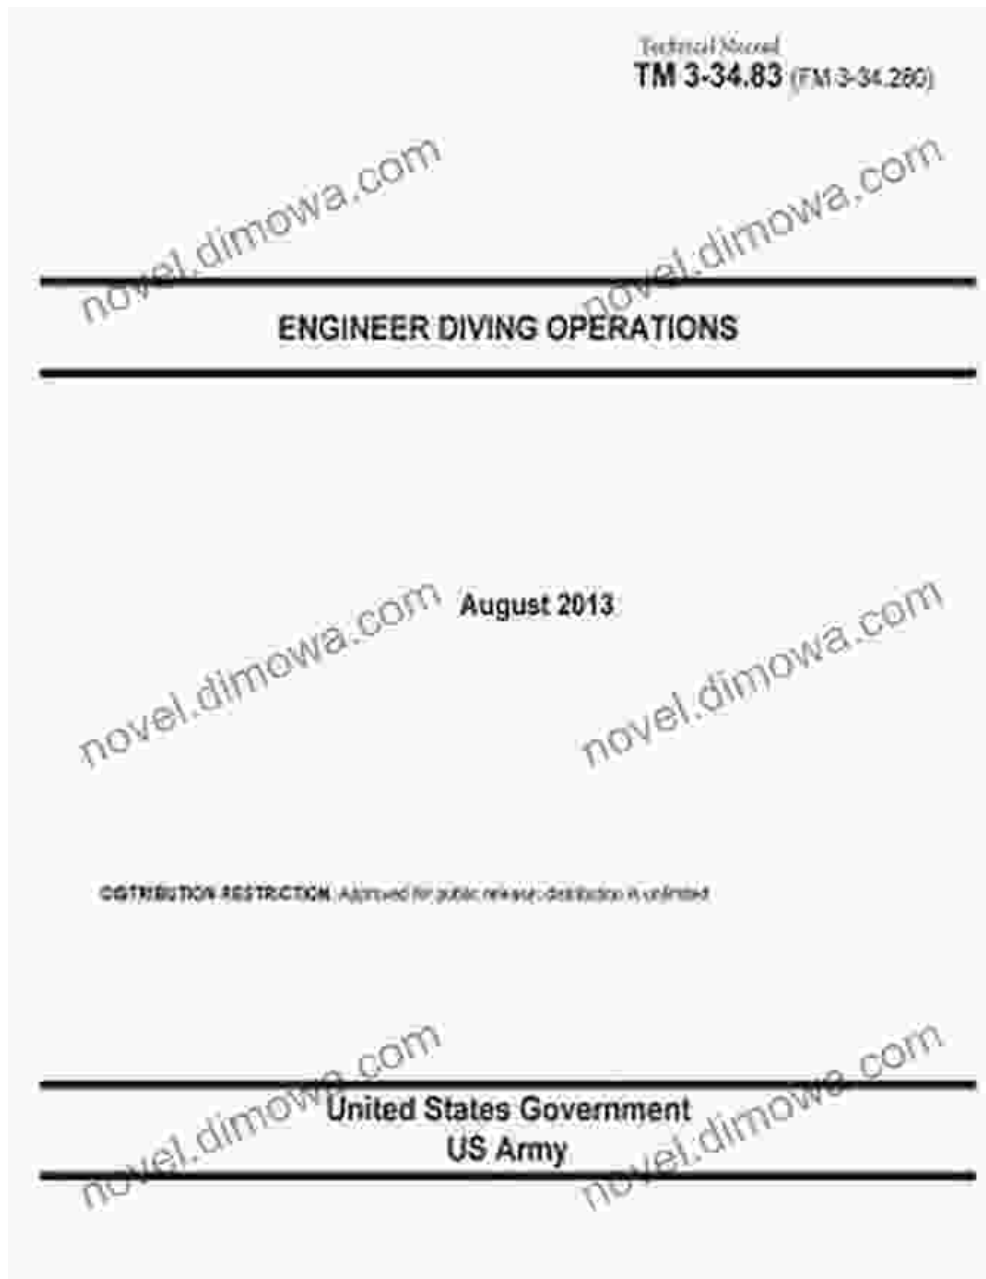 Technical Manual
TM 3-34.83 (FM 3-34.280)
novel.dimowa.com
novel.dimowa.com
ENGINEER DIVING OPERATIONS
August 2013
novel.dimowa.com
novel.dimowa.com
DISTRIBUTION RESTRICTION: Approved for public release; distribution is unlimited.
novel.dimowa.com
novel.dimowa.com
United States Government
US Army